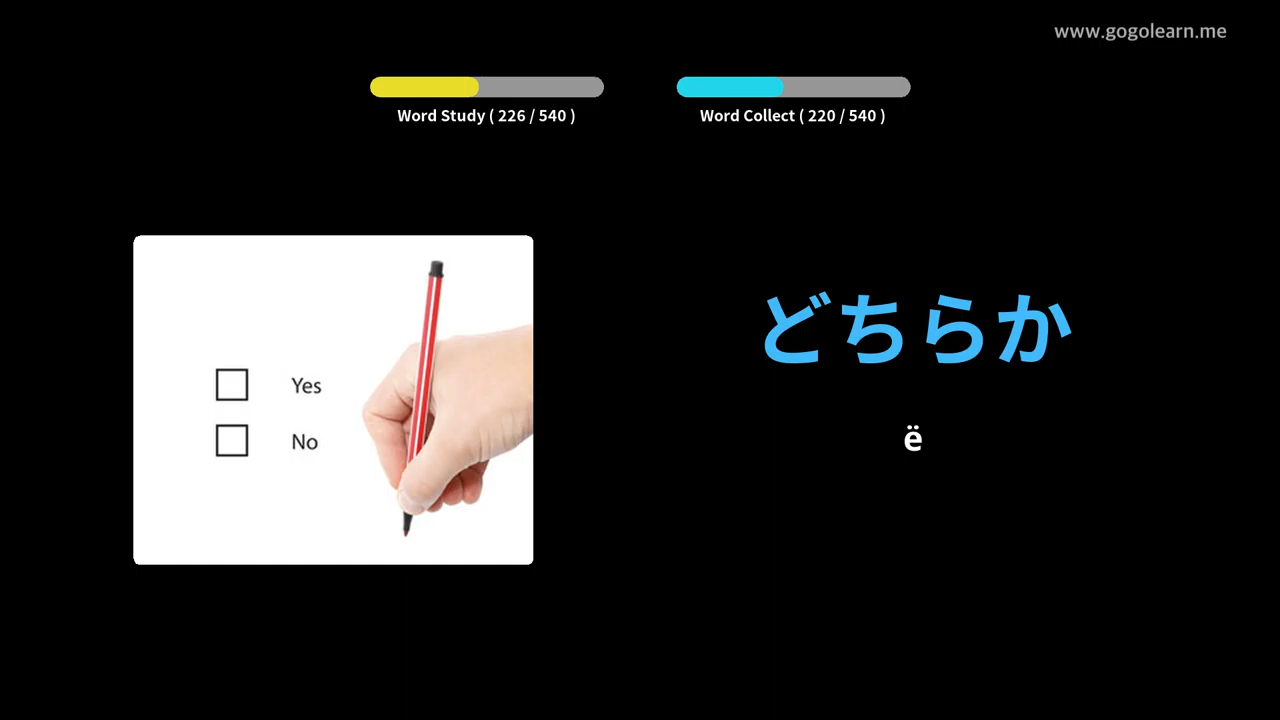 www.gogolearn.me
Word Study ( 226 / 540 )
Word Collect ( 220 / 540 )
Yes
No
どちらか
ë